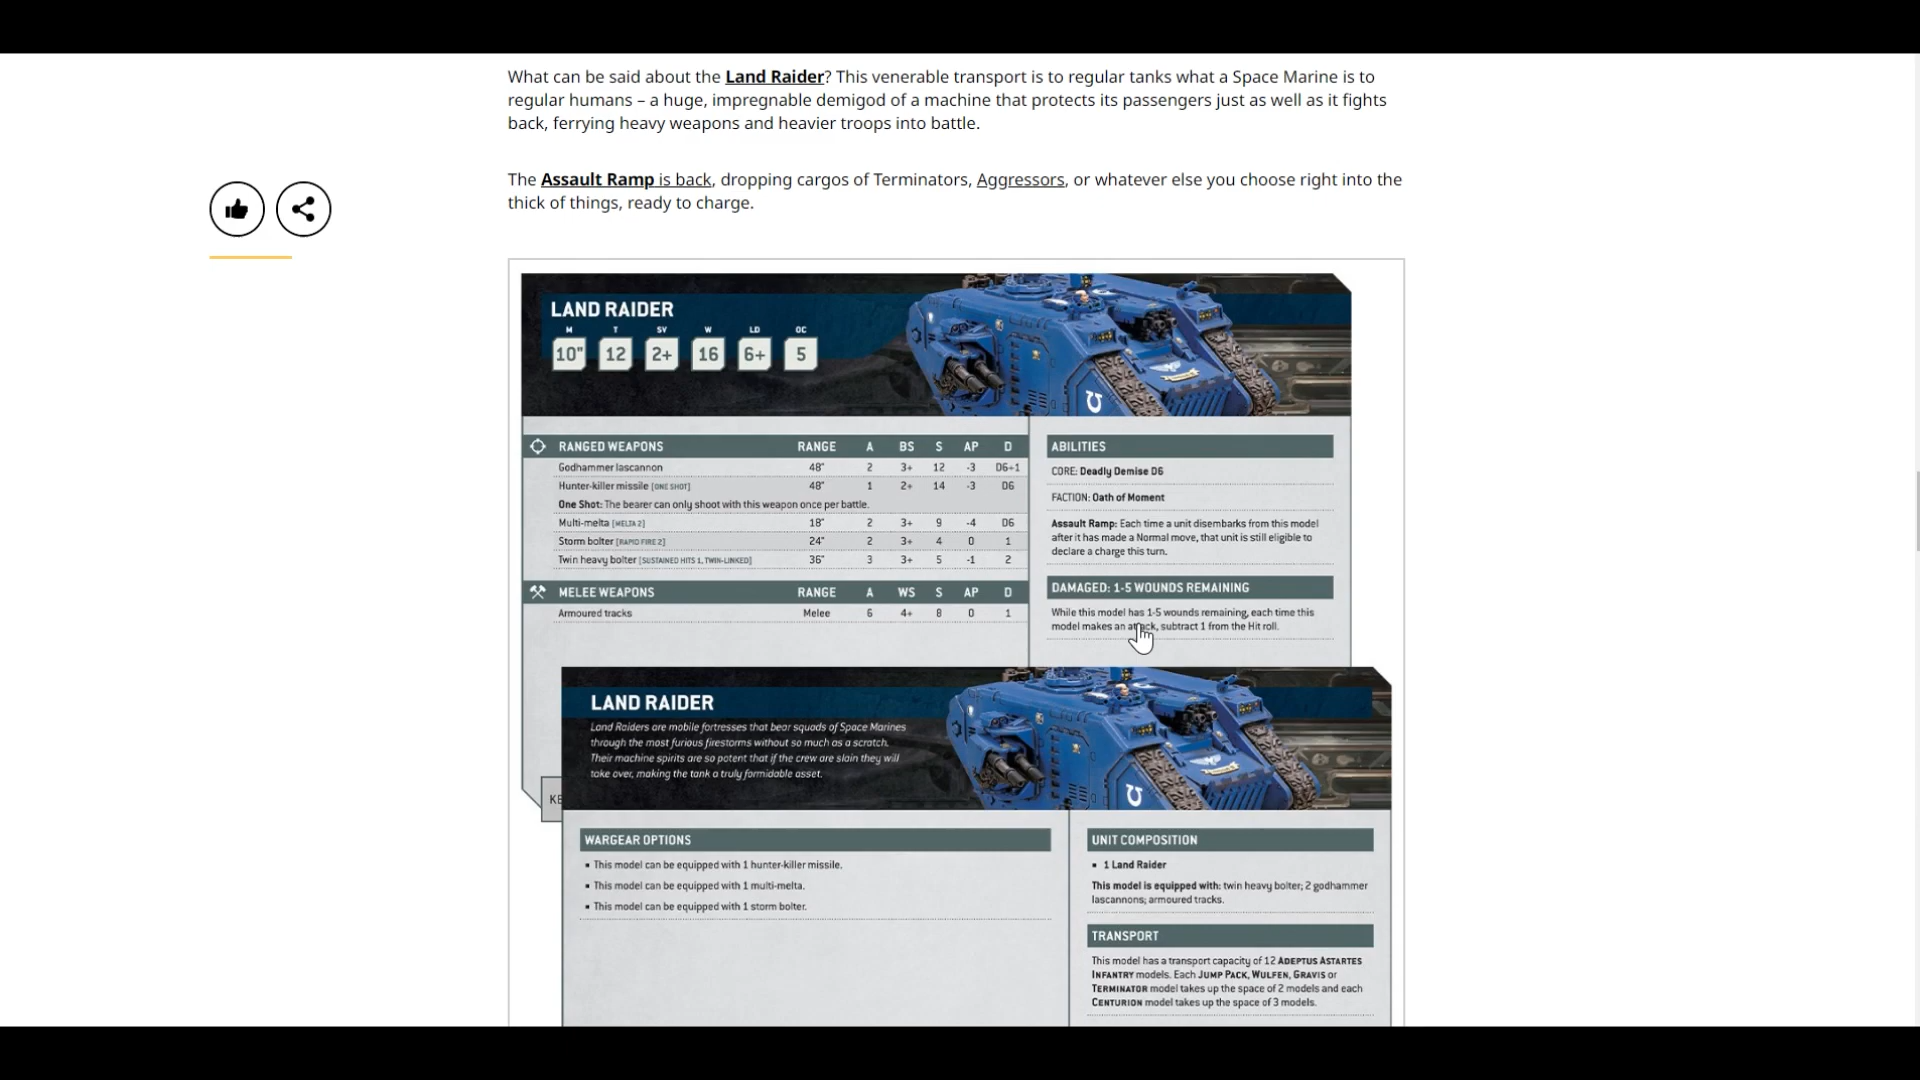 What can be said about the Land Raider? This venerable transport is to regular tanks what a Space Marine is to
regular humans – a huge, impregnable demigod of a machine that protects its passengers just as well as it fights
back, ferrying heavy weapons and heavier troops into battle.
The Assault Ramp is back, dropping cargos of Terminators, Aggressors, or whatever else you choose right into the
thick of things, ready to charge.
LAND RAIDER
M T SV W LD OC
10" 12 2+ 16 6+ 5
RANGED WEAPONS RANGE A BS S AP D
Godhammer lascannon 48" 2 3+ 12 -3 D6+1
Hunter-killer missile [ONE SHOT] 48" 1 2+ 14 -3 D6
One Shot: The bearer can only shoot with this weapon once per battle.
Multi-melta [MELTA 2] 18" 2 3+ 9 -4 D6
Storm bolter [RAPID FIRE 2] 24" 2 3+ 4 0 1
Twin heavy bolter [SUSTAINED HITS 1, TWIN-LINKED] 36" 3 3+ 5 -1 2
MELEE WEAPONS RANGE A WS S AP D
Armoured tracks Melee 6 4+ 8 0 1
ABILITIES
CORE: Deadly Demise D6
FACTION: Oath of Moment
Assault Ramp: Each time a unit disembarks from this model
after it has made a Normal move, that unit is still eligible to
declare a charge this turn.
DAMAGED: 1-5 WOUNDS REMAINING
While this model has 1-5 wounds remaining, each time this
model makes an attack, subtract 1 from the Hit roll.
KE
LAND RAIDER
Land Raiders are mobile fortresses that bear squads of Space Marines
through the most furious firestorms without so much as a scratch.
Their machine spirits are so potent that if the crew are slain they will
take over, making the tank a truly formidable asset.
WARGEAR OPTIONS
▪ This model can be equipped with 1 hunter-killer missile.
▪ This model can be equipped with 1 multi-melta.
▪ This model can be equipped with 1 storm bolter.
UNIT COMPOSITION
▪ 1 Land Raider
This model is equipped with: twin heavy bolter; 2 godhammer
lascannons; armoured tracks.
TRANSPORT
This model has a transport capacity of 12 ADEPTUS ASTARTES
INFANTRY models. Each JUMP PACK, WULFEN, GRAVIS or
TERMINATOR model takes up the space of 2 models and each
CENTURION model takes up the space of 3 models.